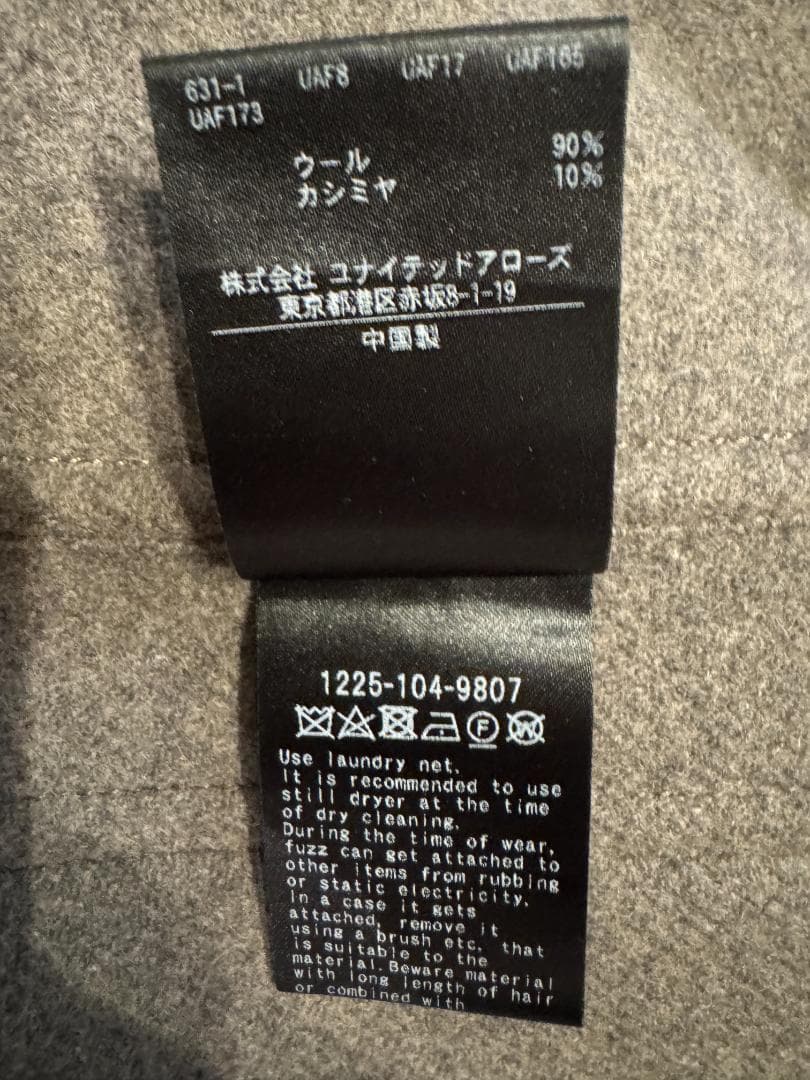 631-1 UAF8 UAF17 UAF165
UAF173
ウール 90%
カシミヤ 10%
株式会社 ユナイテッドアローズ
東京都港区赤坂8-1-19
中国製
1225-104-9807
Use laundry net.
It is recommended to use
still dryer at the time
of dry cleaning.
During the time of wear,
fuzz can get attached to
other items from rubbing
or static electricity.
In a case it gets
attached, remove it
using a brush etc. that
is suitable to the
material.Beware material
with long length of hair
or combined with